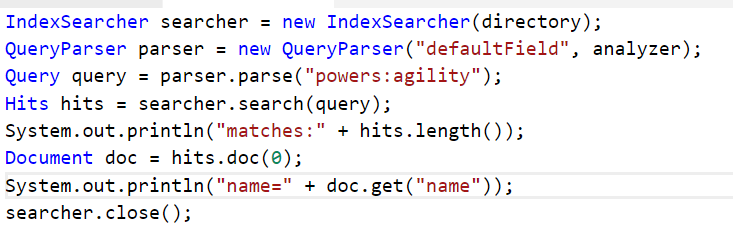 IndexSearcher searcher = new IndexSearcher(directory);
QueryParser parser = new QueryParser("defaultField", analyzer);
Query query = parser.parse("powers:agility");
Hits hits = searcher.search(query);
System.out.println("matches:" + hits.length());
Document doc = hits.doc(0);
System.out.println("name=" + doc.get("name"));
searcher.close();